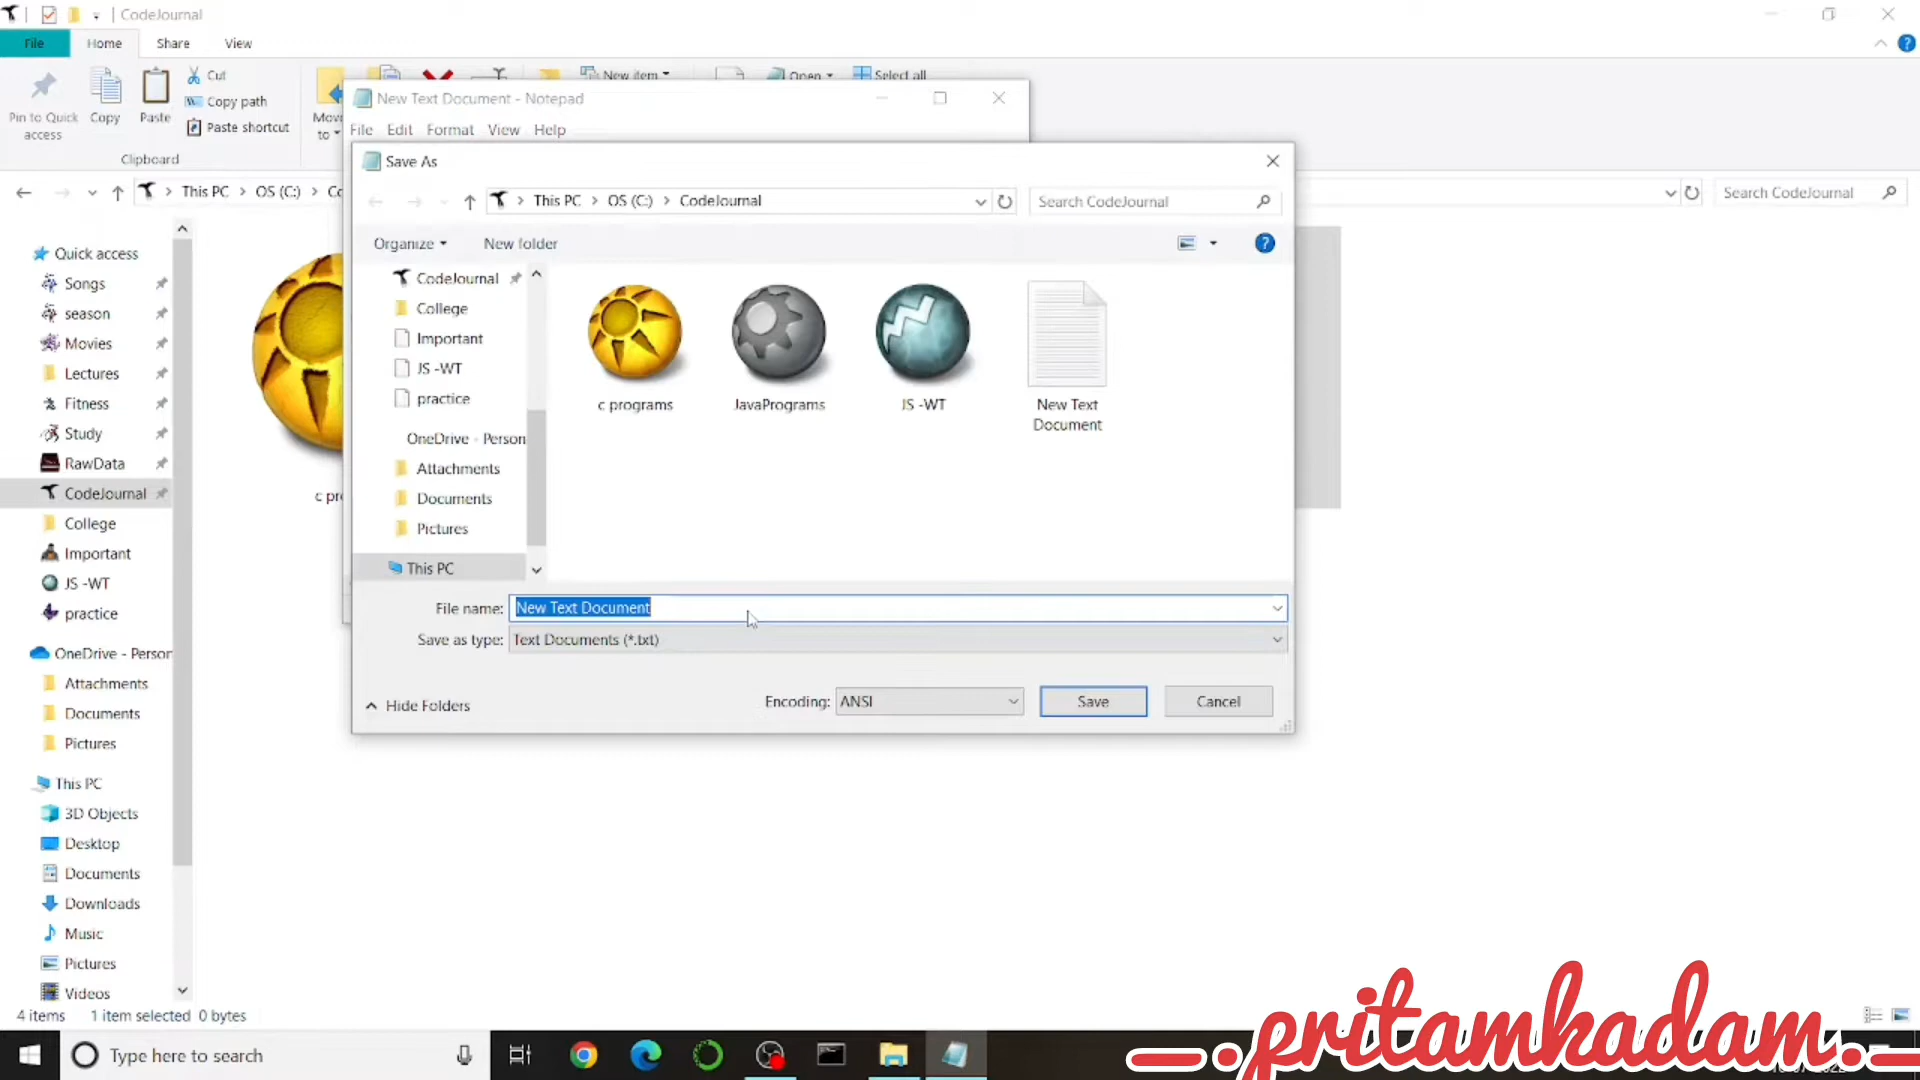 CodeJournal
File Home Share View
Pin to Quick access
Copy
Paste
Cut
Copy path
Paste shortcut
Clipboard
New item
Open
Select all
This PC > OS (C:) >
Search CodeJournal
New Text Document - Notepad
File Edit Format View Help
Save As
This PC > OS (C:) > CodeJournal
Search CodeJournal
Organize
New folder
CodeJournal
College
Important
JS -WT
practice
OneDrive - Person
Attachments
Documents
Pictures
This PC
c programs
JavaPrograms
JS -WT
New Text
Document
File name: New Text Document
Save as type: Text Documents (*.txt)
Hide Folders
Encoding: ANSI
Save
Cancel
Quick access
Songs
season
Movies
Lectures
Fitness
Study
RawData
CodeJournal
College
Important
JS -WT
practice
OneDrive - Person
Attachments
Documents
Pictures
This PC
3D Objects
Desktop
Documents
Downloads
Music
Pictures
Videos
4 items 1 item selected 0 bytes
Type here to search
_.pritamkadam._